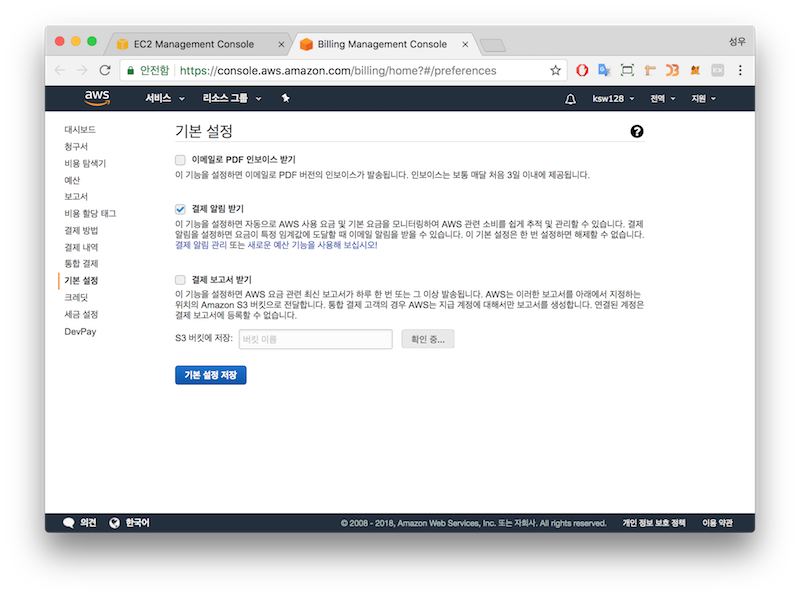 EC2 Management Console
Billing Management Console
성우
안전함
https://console.aws.amazon.com/billing/home?#/preferences
aws
서비스
리소스 그룹
ksw128
전역
지원
대시보드
청구서
비용 탐색기
예산
보고서
비용 할당 태그
결제 방법
결제 내역
통합 결제
기본 설정
크레딧
세금 설정
DevPay
기본 설정
이메일로 PDF 인보이스 받기
이 기능을 설정하면 이메일로 PDF 버전의 인보이스가 발송됩니다. 인보이스는 보통 매달 처음 3일 이내에 제공됩니다.
결제 알림 받기
이 기능을 설정하면 자동으로 AWS 사용 요금 및 기본 요금을 모니터링하여 AWS 관련 소비를 쉽게 추적 및 관리할 수 있습니다. 결제
알림을 설정하면 요금이 특정 임계값에 도달할 때 이메일 알림을 받을 수 있습니다. 이 기본 설정은 한 번 설정하면 해제할 수 없습니다.
결제 알림 관리 또는 새로운 예산 기능을 사용해 보십시오!
결제 보고서 받기
이 기능을 설정하면 AWS 요금 관련 최신 보고서가 하루 한 번 또는 그 이상 발송됩니다. AWS는 이러한 보고서를 아래에서 지정하는
위치의 Amazon S3 버킷으로 전달합니다. 통합 결제 고객의 경우 AWS는 지급 계정에 대해서만 보고서를 생성합니다. 연결된 계정은
결제 보고서에 등록할 수 없습니다.
S3 버킷에 저장:
버킷 이름
확인 중...
기본 설정 저장
의견
한국어
© 2008 - 2018, Amazon Web Services, Inc. 또는 자회사. All rights reserved.
개인 정보 보호 정책
이용 약관